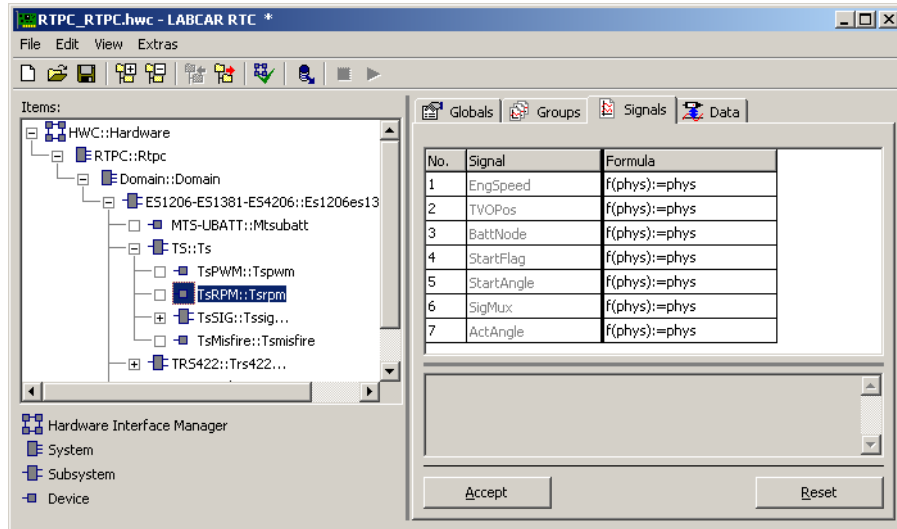 RTPC_RTPC.hwc - LABCAR RTC *
File Edit View Extras
Items:
HWC::Hardware
RTPC::Rtpc
Domain::Domain
ES1206-ES1381-ES4206::Es1206es13
MTS-UBATT::Mtsubatt
TS::Ts
TsPWM::Tspwm
TsRPM::Tsrpm
TsSIG::Tssig...
TsMisfire::Tsmisfire
TRS422::Trs422...
Hardware Interface Manager
System
Subsystem
Device
Globals Groups Signals Data
No. Signal Formula
1 EngSpeed f(phys):=phys
2 TVOPos f(phys):=phys
3 BattNode f(phys):=phys
4 StartFlag f(phys):=phys
5 StartAngle f(phys):=phys
6 SigMux f(phys):=phys
7 ActAngle f(phys):=phys
Accept Reset